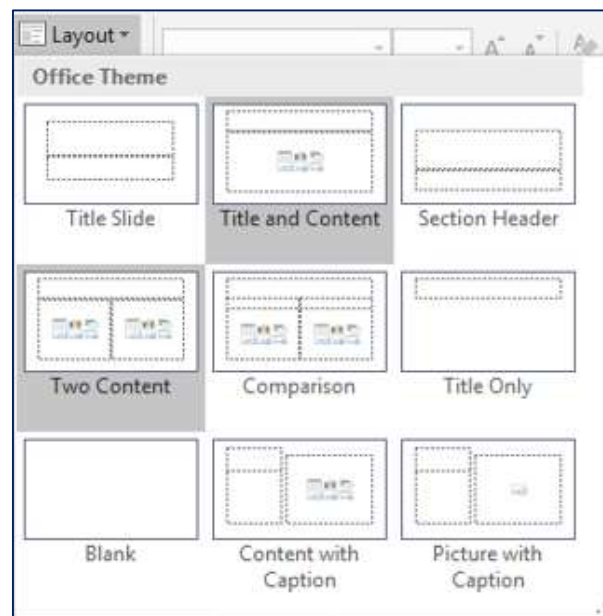 Layout
Office Theme
Title Slide
Title and Content
Section Header
Two Content
Comparison
Title Only
Blank
Content with
Caption
Picture with
Caption